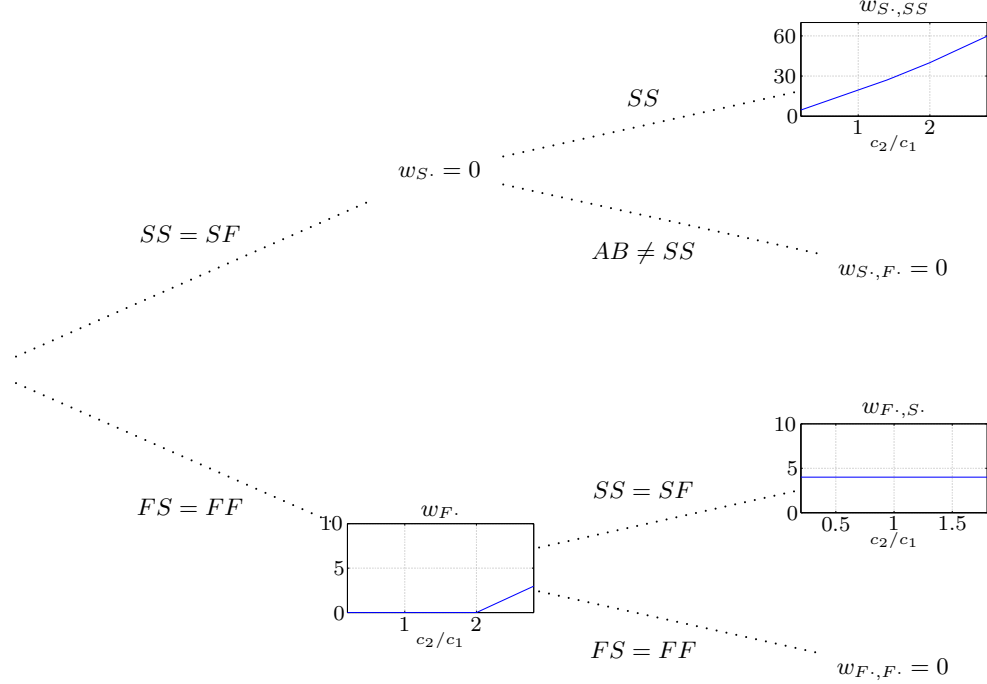 w_{S·,SS}
60
30
0
1 2
c_2/c_1
SS
w_{S·} = 0
SS = SF
AB ≠ SS
w_{S·,F·} = 0
w_{F·,S·}
10
5
0
0.5 1 1.5
c_2/c_1
SS = SF
FS = FF
w_{F·}
10
5
0
1 2
c_2/c_1
FS = FF
w_{F·,F·} = 0